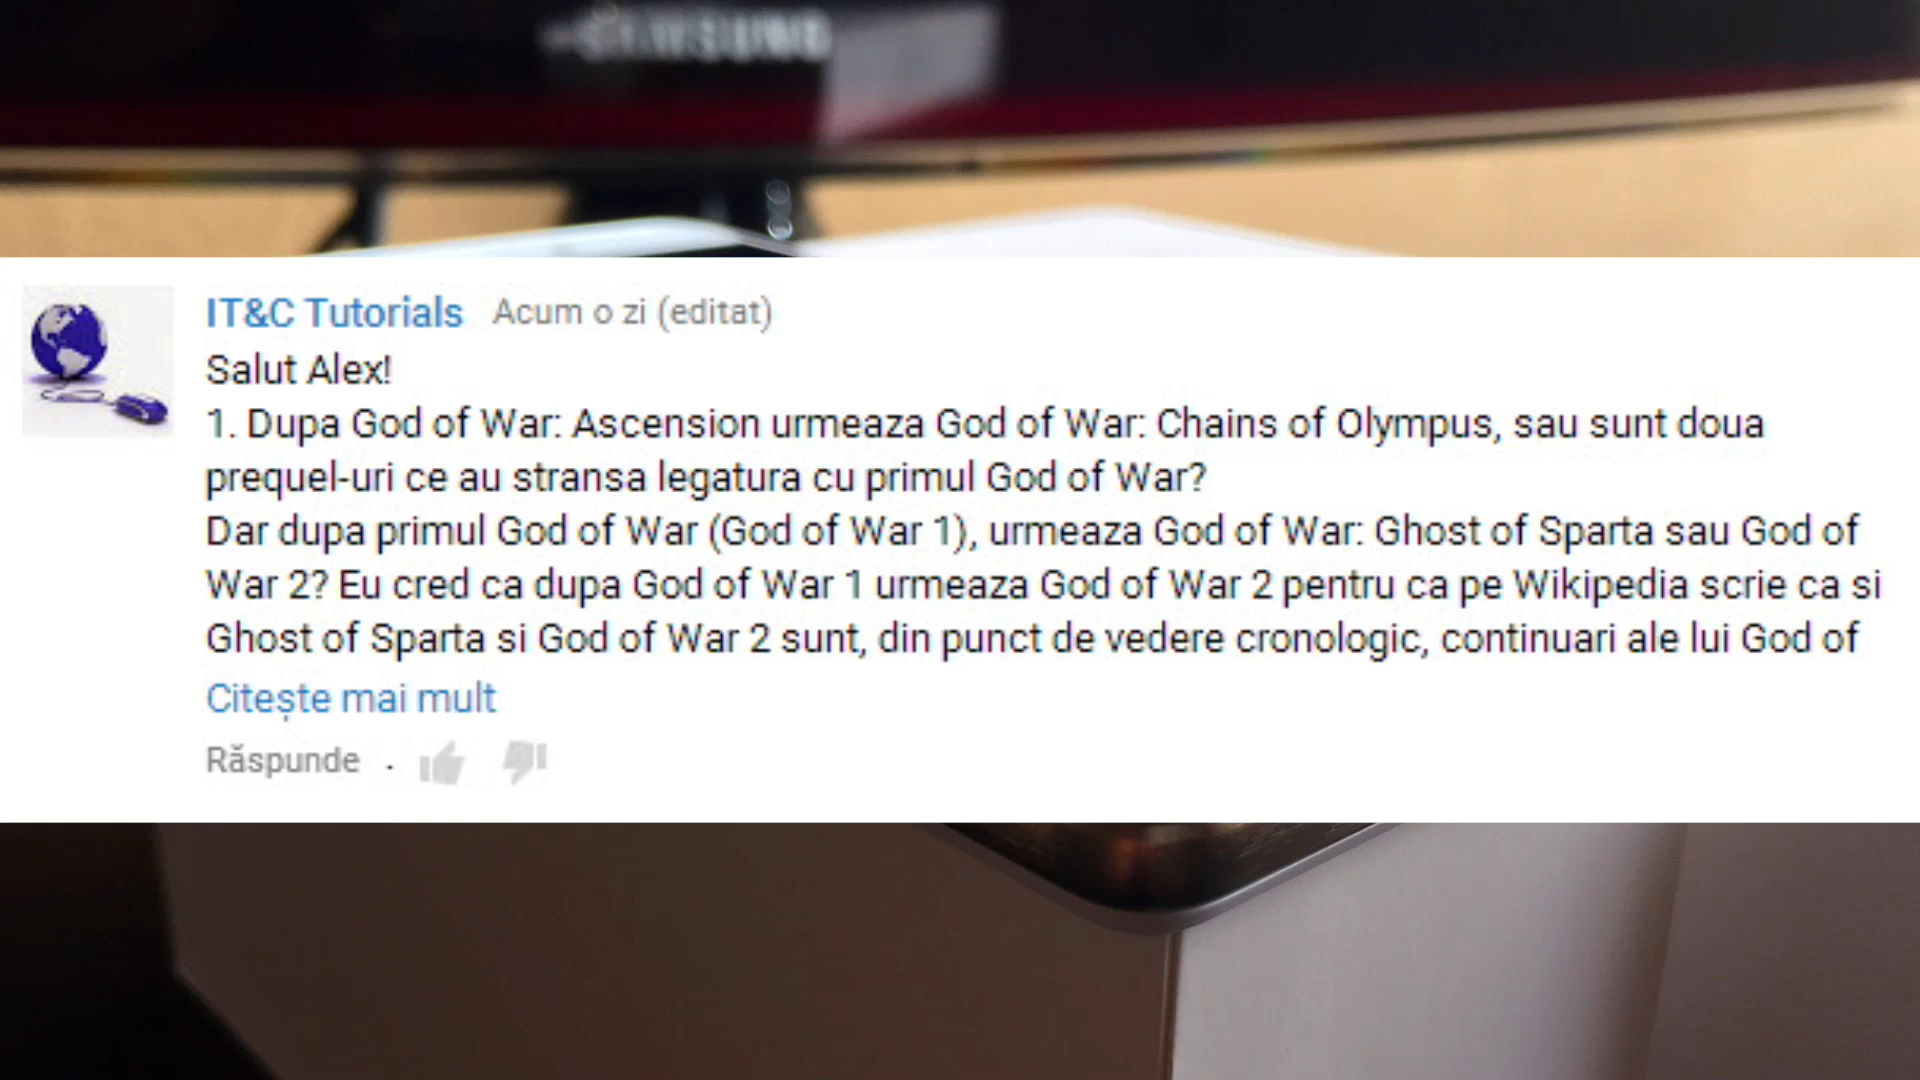 SAMSUNG
IT&C Tutorials Acum o zi (editat)
Salut Alex!
1. Dupa God of War: Ascension urmeaza God of War: Chains of Olympus, sau sunt doua
prequel-uri ce au stransa legatura cu primul God of War?
Dar dupa primul God of War (God of War 1), urmeaza God of War: Ghost of Sparta sau God of
War 2? Eu cred ca dupa God of War 1 urmeaza God of War 2 pentru ca pe Wikipedia scrie ca si
Ghost of Sparta si God of War 2 sunt, din punct de vedere cronologic, continuari ale lui God of
Citește mai mult
Răspunde .